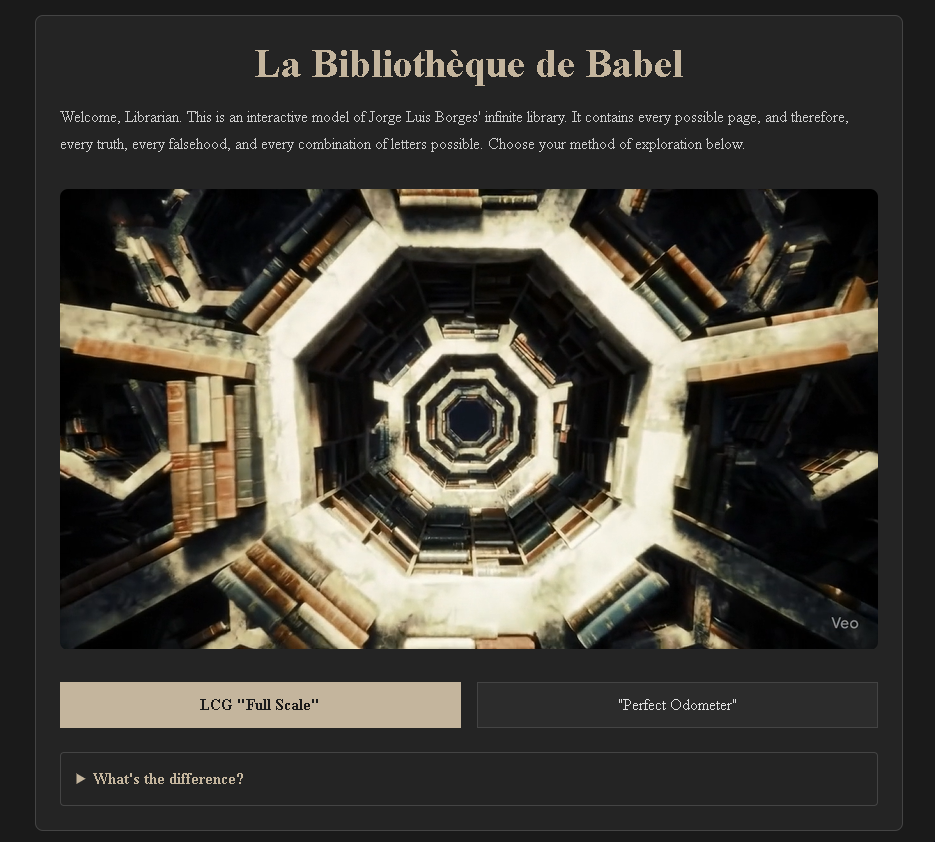 La Bibliothèque de Babel
Welcome, Librarian. This is an interactive model of Jorge Luis Borges' infinite library. It contains every possible page, and therefore,
every truth, every falsehood, and every combination of letters possible. Choose your method of exploration below.
Veo
LCG "Full Scale"
"Perfect Odometer"
What's the difference?